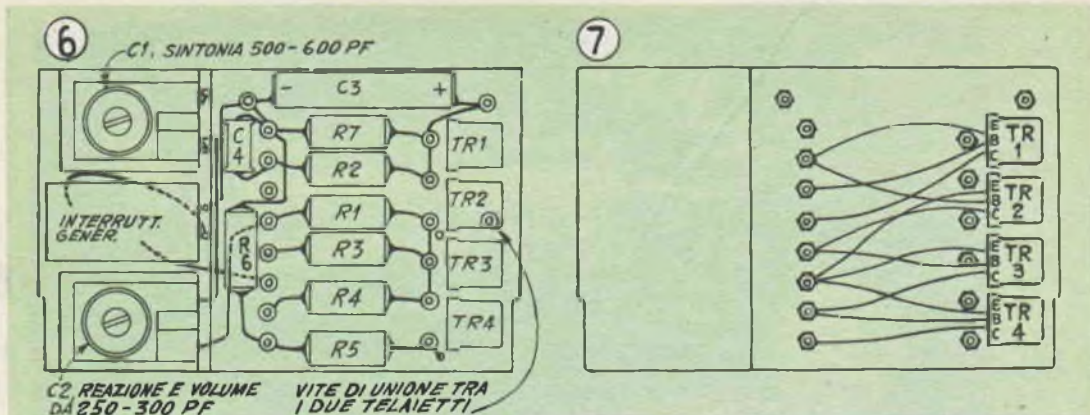 6
C1. SINTONIA 500-600 PF
- C3 +
C4
R7
TR1
R2
TR2
R1
INTERRUTT.
GENER.
R6
R3
TR3
R4
TR4
R5
C2, REAZIONE E VOLUME
DA 250-300 PF
VITE DI UNIONE TRA
I DUE TELAIETTI
7
E
B
C
TR
1
E
B
C
TR
2
E
B
C
TR
3
E
B
C
TR
4